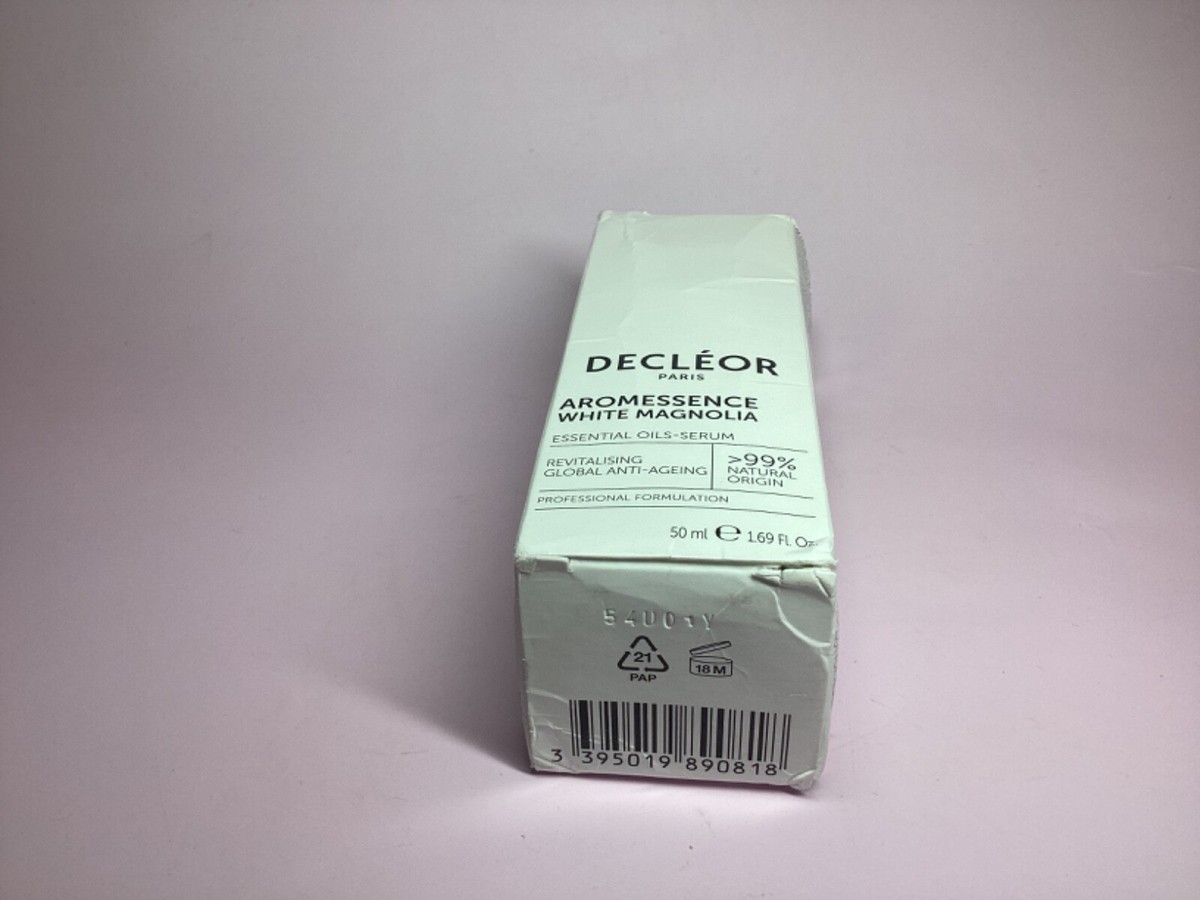 DECLÉOR
PARIS
AROMESSENCE
WHITE MAGNOLIA
ESSENTIAL OILS-SERUM
REVITALISING
GLOBAL ANTI-AGEING
>99%
NATURAL
ORIGIN
PROFESSIONAL FORMULATION
50 ml ℮ 1.69 FL. Oz.
21
PAP
18 M
3 395019 890818